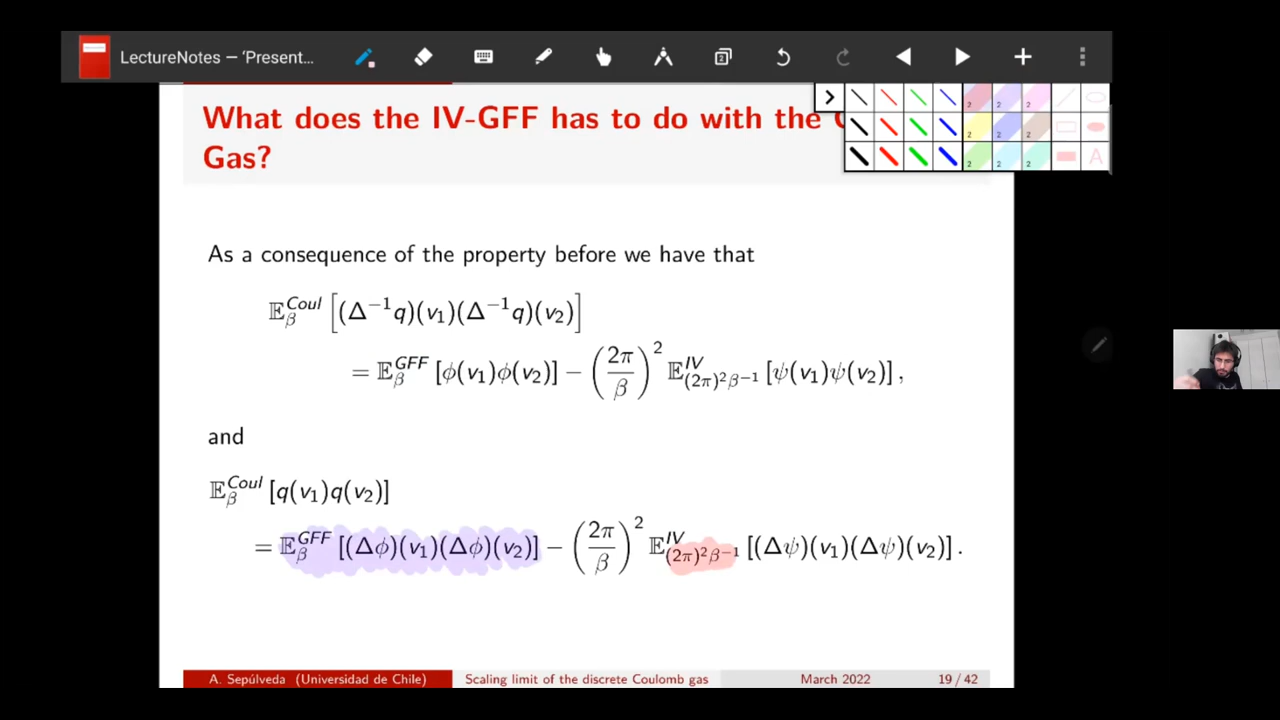 LectureNotes – 'Present...
What does the IV-GFF has to do with the
Gas?
As a consequence of the property before we have that
𝔼_β^{Coul} [(Δ^{-1}q)(v_1)(Δ^{-1}q)(v_2)]
= 𝔼_β^{GFF} [ϕ(v_1)ϕ(v_2)] − (2π/β)^2 𝔼^{IV}_{(2π)^2β^{-1}} [ψ(v_1)ψ(v_2)] ,
and
𝔼_β^{Coul} [q(v_1)q(v_2)]
= 𝔼_β^{GFF} [(Δϕ)(v_1)(Δϕ)(v_2)] − (2π/β)^2 𝔼^{IV}_{(2π)^2β^{-1}} [(Δψ)(v_1)(Δψ)(v_2)] .
A. Sepúlveda (Universidad de Chile) Scaling limit of the discrete Coulomb gas March 2022 19 / 42